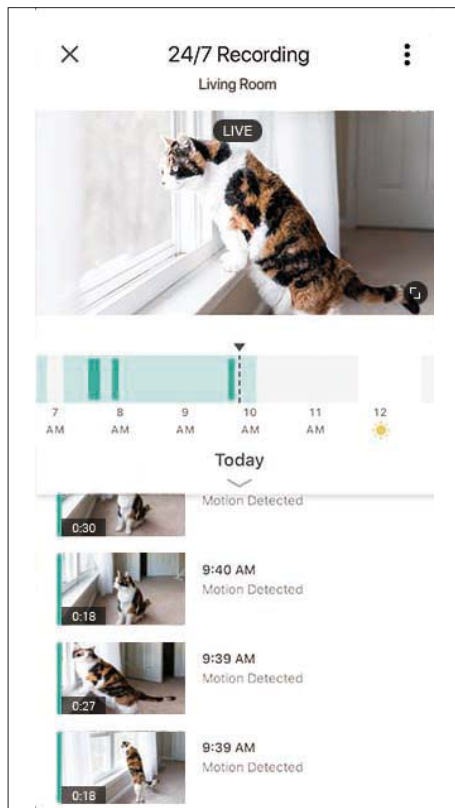 24/7 Recording
Living Room
LIVE
7 8 9 10 11 12
AM AM AM AM AM
Today
Motion Detected
0:30
9:40 AM
Motion Detected
0:18
9:39 AM
Motion Detected
0:27
9:39 AM
Motion Detected
0:18